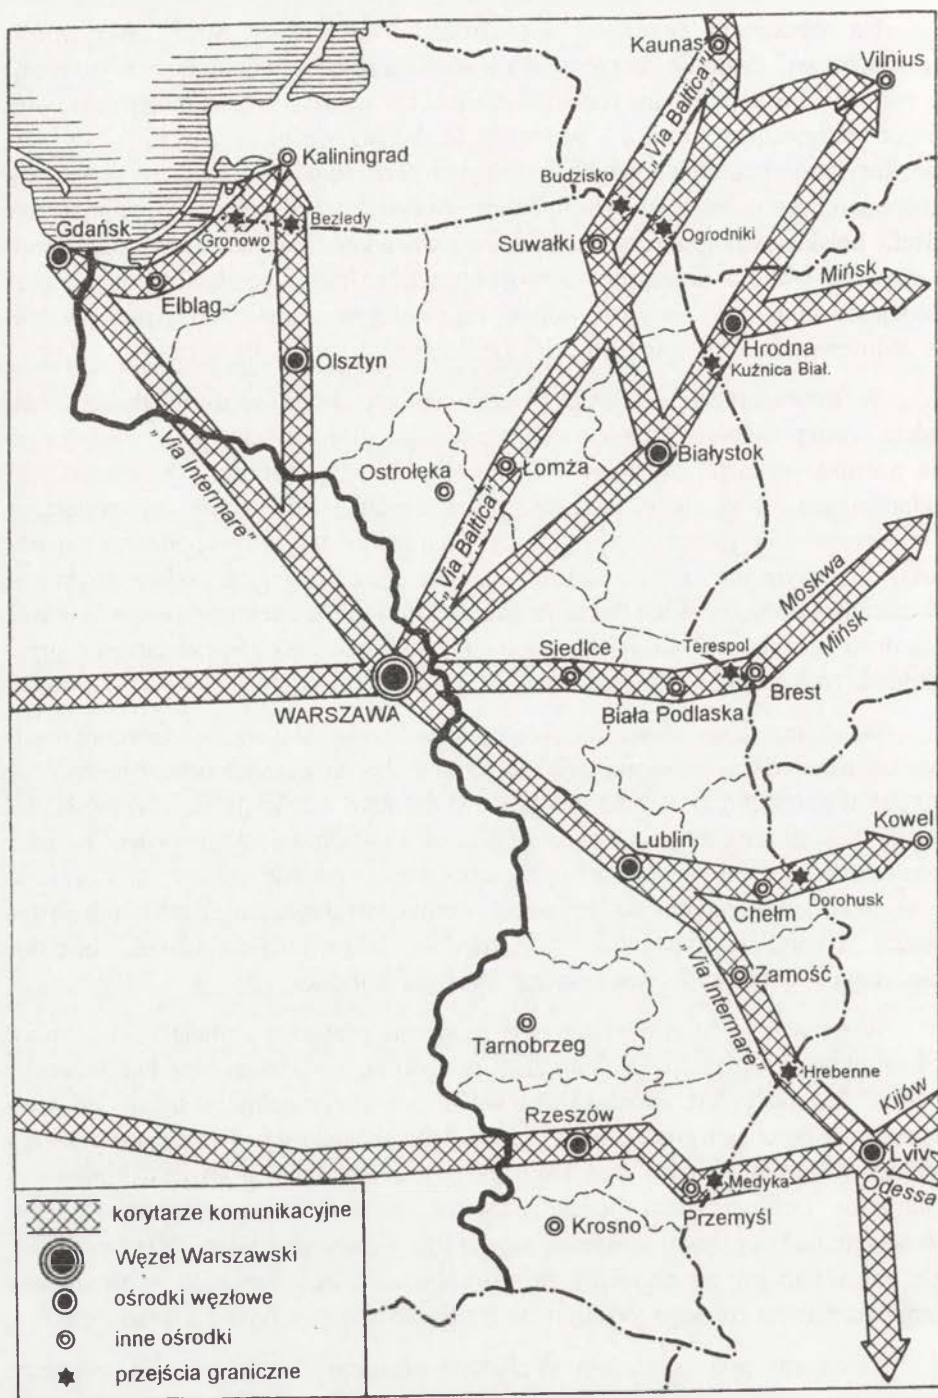 Kaunas
Vilnius
„Via Baltica”
Kaliningrad
Budzisko
Gdańsk
Gronowo
Bezledy
Ogrodniki
Suwałki
Mińsk
Elbląg
Hrodna
Olsztyn
Kuźnica Biał.
„Via Intermare”
Białystok
Ostrołęka
Łomża
„Via Baltica”
Moskwa
Mińsk
Siedlce
Terespol
Brest
WARSZAWA
Biała Podlaska
Kowel
Lublin
Chełm
Dorohusk
„Via Intermare”
Zamość
Tarnobrzeg
Hrebenne
Kijów
Rzeszów
Lviv
Medyka
Odessa
Przemyśl
Krosno
korytarze komunikacyjne
Węzeł Warszawski
ośrodki węzłowe
inne ośrodki
przejścia graniczne